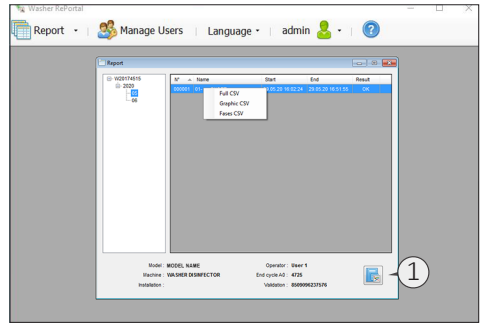 Washer RePortal
Report Manage Users Language admin ?
Report
W20174515
2020
05
06
N° Name Start End Result
000001 01 - 29.05.20 16:02:24 29.05.20 16:51:55 OK
Full CSV
Graphic CSV
Fases CSV
Model : MODEL NAME Operator : User 1
Machine : WASHER DISINFECTOR End cycle A0 : 4725
Installation : Validation : 8509096237576
1